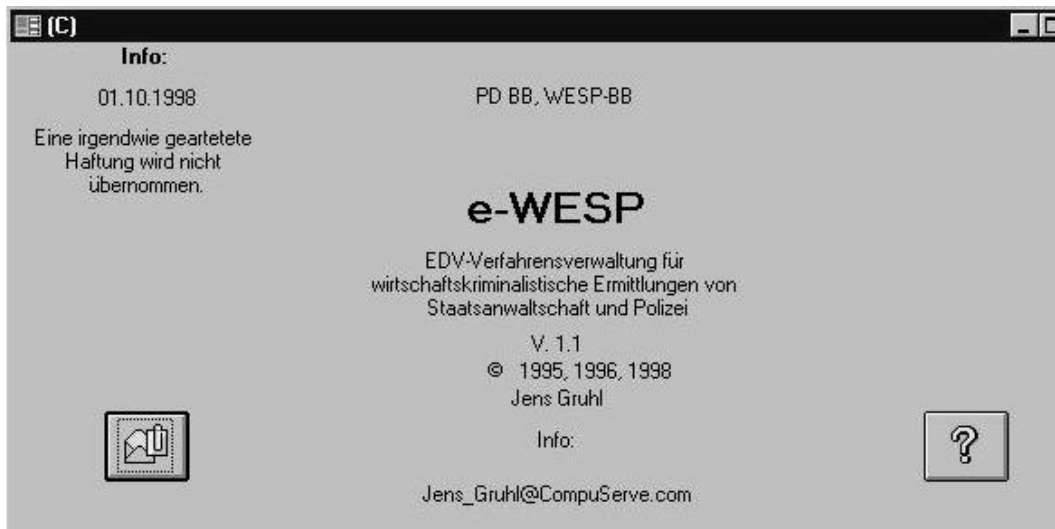 (C)
Info:
01.10.1998
PD BB, WESP-BB
Eine irgendwie geartetete
Haftung wird nicht
übernommen.
e-WESP
EDV-Verfahrensverwaltung für
wirtschaftskriminalistische Ermittlungen von
Staatsanwaltschaft und Polizei
V. 1.1
© 1995, 1996, 1998
Jens Gruhl
Info:
?
Jens_Gruhl@CompuServe.com